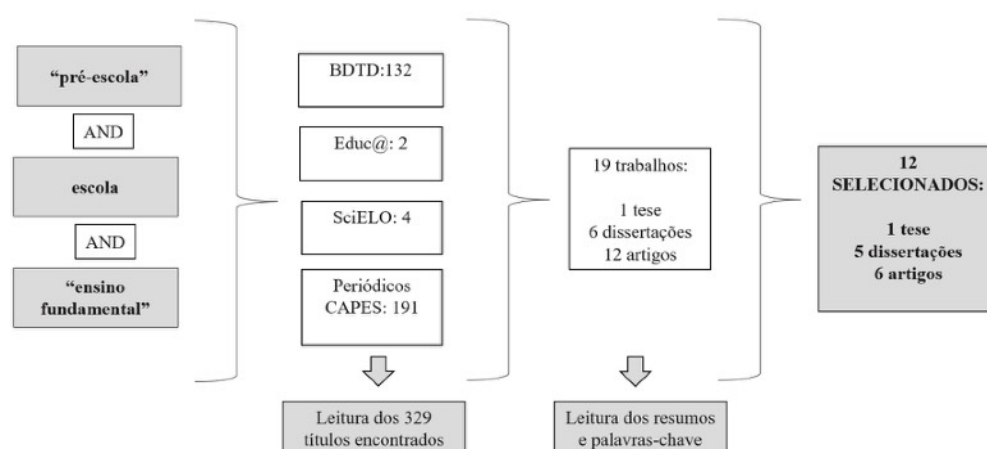 “pré-escola”
AND
escola
AND
“ensino
fundamental”
BDTD:132
Educ@: 2
SciELO: 4
Periódicos
CAPES: 191
Leitura dos 329
títulos encontrados
19 trabalhos:
1 tese
6 dissertações
12 artigos
Leitura dos resumos
e palavras-chave
12
SELECIONADOS:
1 tese
5 dissertações
6 artigos